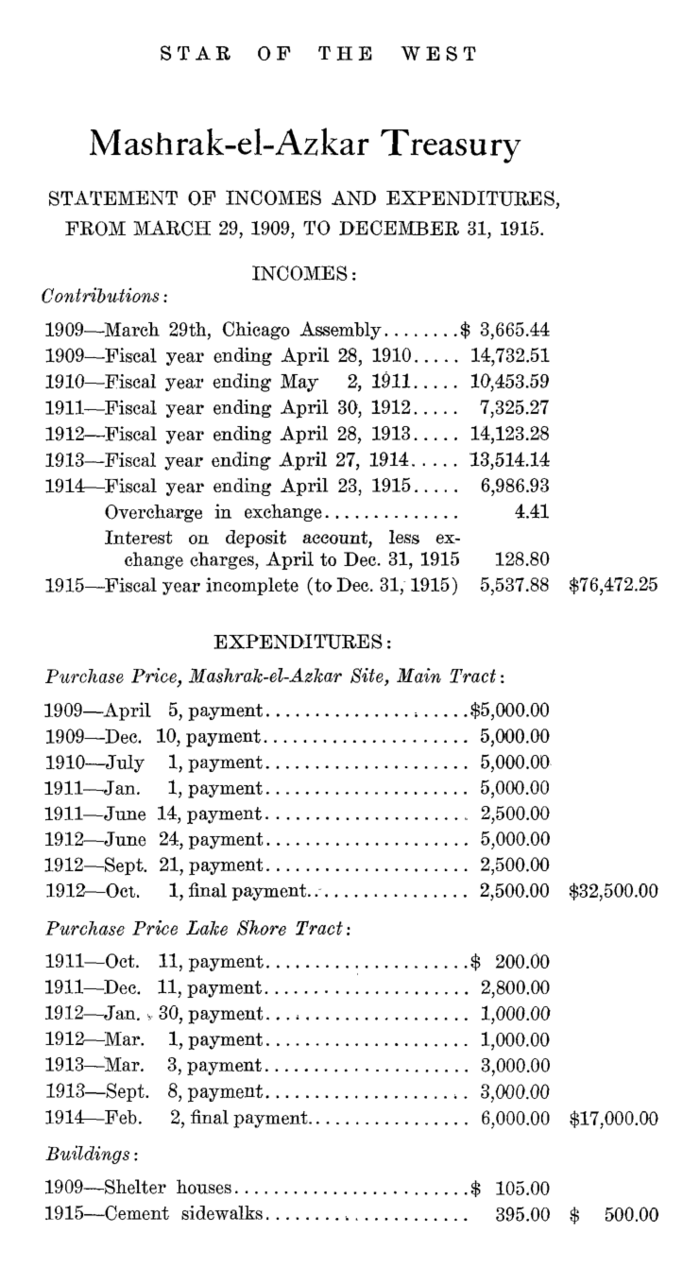 STAR OF THE WEST
Mashrak-el-Azkar Treasury
STATEMENT OF INCOMES AND EXPENDITURES,
FROM MARCH 29, 1909, TO DECEMBER 31, 1915.
INCOMES:
Contributions:
1909—March 29th, Chicago Assembly........$ 3,665.44
1909—Fiscal year ending April 28, 1910..... 14,732.51
1910—Fiscal year ending May 2, 1911..... 10,453.59
1911—Fiscal year ending April 30, 1912..... 7,325.27
1912—Fiscal year ending April 28, 1913..... 14,123.28
1913—Fiscal year ending April 27, 1914..... 13,514.14
1914—Fiscal year ending April 23, 1915..... 6,986.93
Overcharge in exchange.............. 4.41
Interest on deposit account, less ex-
change charges, April to Dec. 31, 1915 128.80
1915—Fiscal year incomplete (to Dec. 31, 1915) 5,537.88 $76,472.25
EXPENDITURES:
Purchase Price, Mashrak-el-Azkar Site, Main Tract:
1909—April 5, payment.....................$5,000.00
1909—Dec. 10, payment..................... 5,000.00
1910—July 1, payment..................... 5,000.00
1911—Jan. 1, payment..................... 5,000.00
1911—June 14, payment..................... 2,500.00
1912—June 24, payment..................... 5,000.00
1912—Sept. 21, payment..................... 2,500.00
1912—Oct. 1, final payment................ 2,500.00 $32,500.00
Purchase Price Lake Shore Tract:
1911—Oct. 11, payment.....................$ 200.00
1911—Dec. 11, payment..................... 2,800.00
1912—Jan. 30, payment..................... 1,000.00
1912—Mar. 1, payment..................... 1,000.00
1913—Mar. 3, payment..................... 3,000.00
1913—Sept. 8, payment..................... 3,000.00
1914—Feb. 2, final payment................ 6,000.00 $17,000.00
Buildings:
1909—Shelter houses........................$ 105.00
1915—Cement sidewalks..................... 395.00 $ 500.00